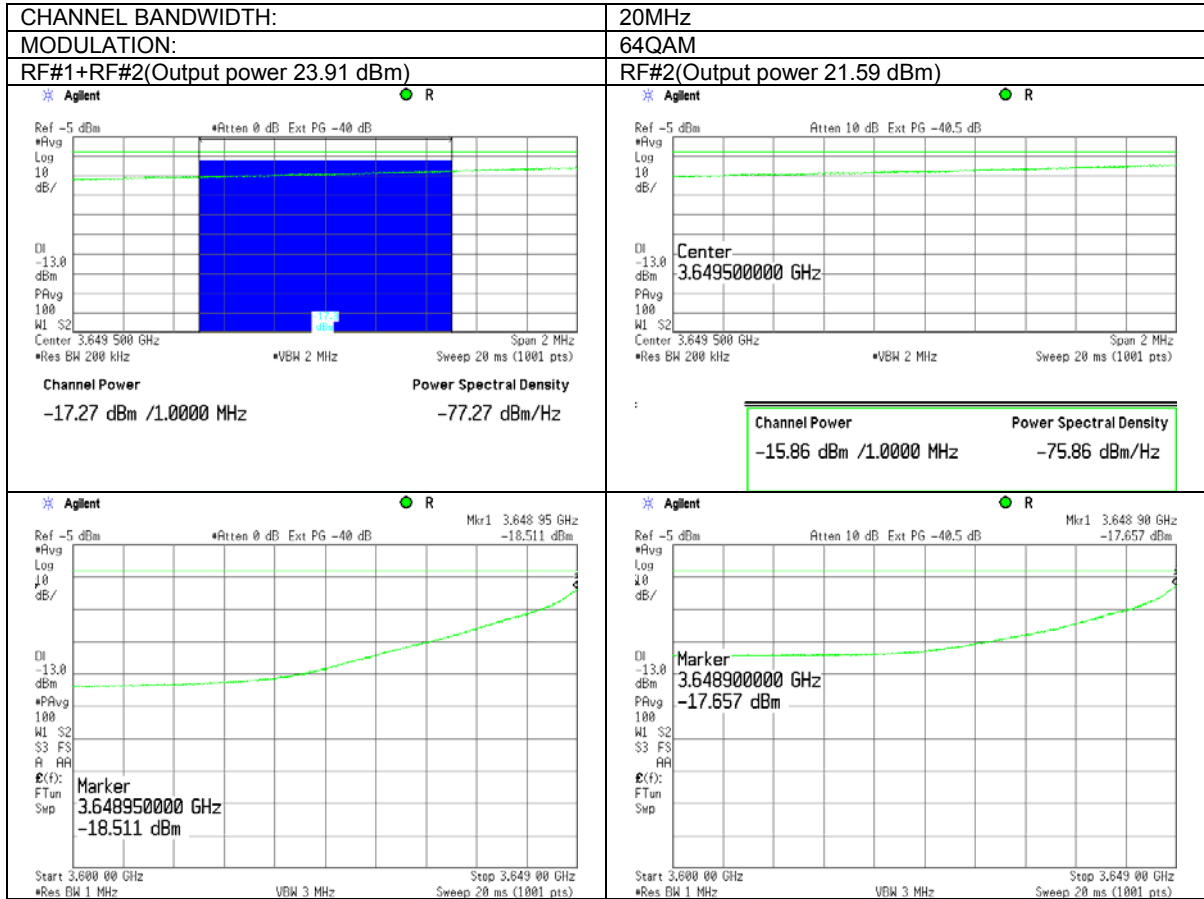 CHANNEL BANDWIDTH: 20MHz
MODULATION: 64QAM
RF#1+RF#2(Output power 23.91 dBm) RF#2(Output power 21.59 dBm)
Agilent R
Ref -5 dBm #Atten 0 dB Ext PG -40 dB
#Avg
Log
10
dB/
DI
-13.0
dBm
PAvg
100
W1 S2
Center 3.649 500 GHz Span 2 MHz
#Res BW 200 kHz #VBW 2 MHz Sweep 20 ms (1001 pts)
Channel Power Power Spectral Density
-17.27 dBm /1.0000 MHz -77.27 dBm/Hz
Agilent R
Ref -5 dBm Atten 10 dB Ext PG -40.5 dB
#Avg
Log
10
dB/
DI
-13.0
dBm
PAvg
100
W1 S2
Center
3.649500000 GHz
Center 3.649 500 GHz Span 2 MHz
#Res BW 200 kHz #VBW 2 MHz Sweep 20 ms (1001 pts)
Channel Power Power Spectral Density
-15.86 dBm /1.0000 MHz -75.86 dBm/Hz
Agilent R
Mkr1 3.648 95 GHz
Ref -5 dBm #Atten 0 dB Ext PG -40 dB -18.511 dBm
#Avg
Log
10
dB/
DI
-13.0
dBm
#PAvg
100
W1 S2
S3 FS
A AA
£(f):
FTun
Swp
Marker
3.648950000 GHz
-18.511 dBm
Start 3.600 00 GHz Stop 3.649 00 GHz
#Res BW 1 MHz VBW 3 MHz Sweep 20 ms (1001 pts)
Agilent R
Mkr1 3.648 90 GHz
Ref -5 dBm Atten 10 dB Ext PG -40.5 dB -17.657 dBm
#Avg
Log
10
dB/
DI
-13.0
dBm
PAvg
100
W1 S2
S3 FS
AA
£(f):
FTun
Swp
Marker
3.648900000 GHz
-17.657 dBm
Start 3.600 00 GHz Stop 3.649 00 GHz
#Res BW 1 MHz VBW 3 MHz Sweep 20 ms (1001 pts)